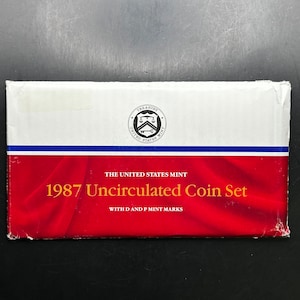 THE UNITED STATES MINT
1987 Uncirculated Coin Set
WITH D AND P MINT MARKS